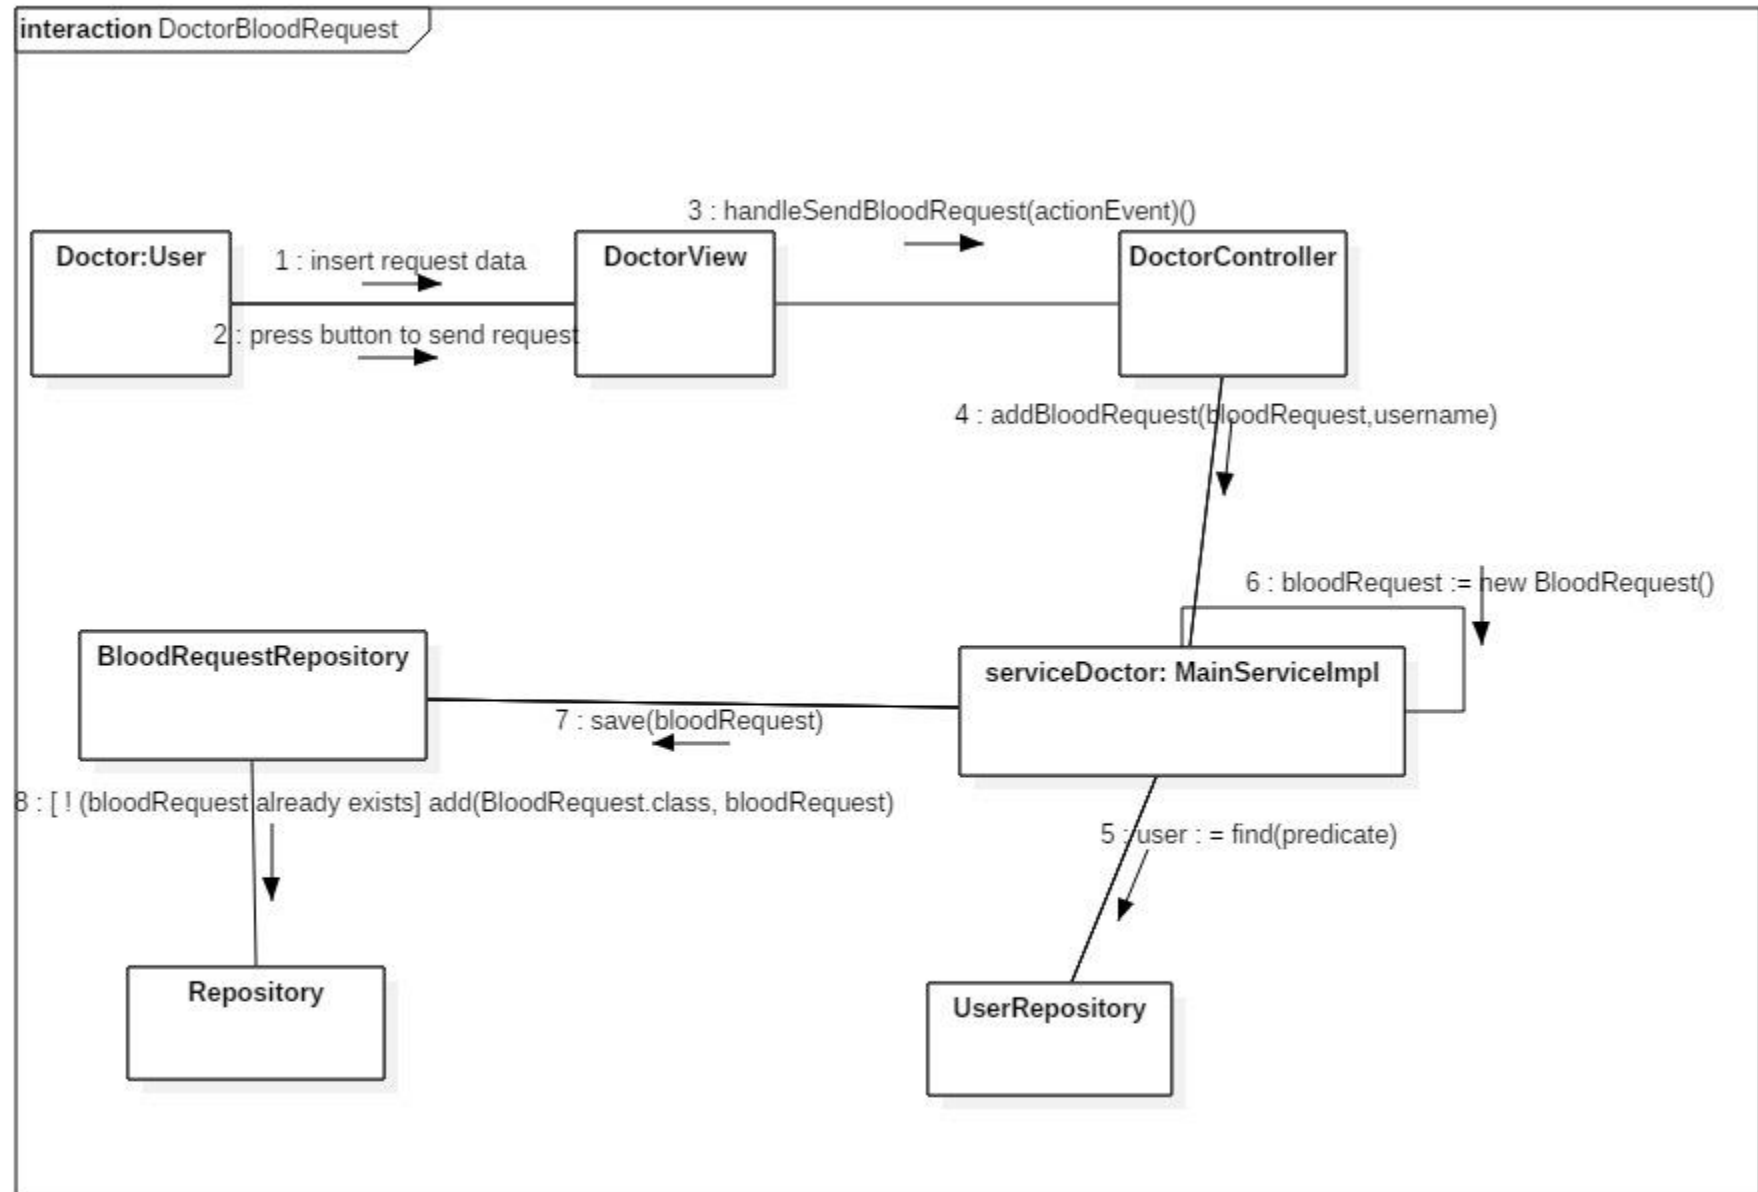 interaction DoctorBloodRequest
3 : handleSendBloodRequest(actionEvent)()
Doctor:User
1 : insert request data
DoctorView
DoctorController
2 : press button to send request
4 : addBloodRequest(bloodRequest,username)
6 : bloodRequest := new BloodRequest()
BloodRequestRepository
serviceDoctor: MainServiceImpl
7 : save(bloodRequest)
8 : [ ! (bloodRequest already exists] add(BloodRequest.class, bloodRequest)
5 : user : = find(predicate)
Repository
UserRepository